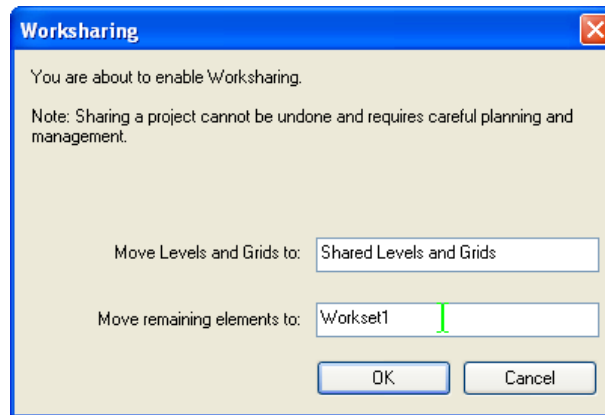 Worksharing
You are about to enable Worksharing.
Note: Sharing a project cannot be undone and requires careful planning and
management.
Move Levels and Grids to: Shared Levels and Grids
Move remaining elements to: Workset1
OK Cancel